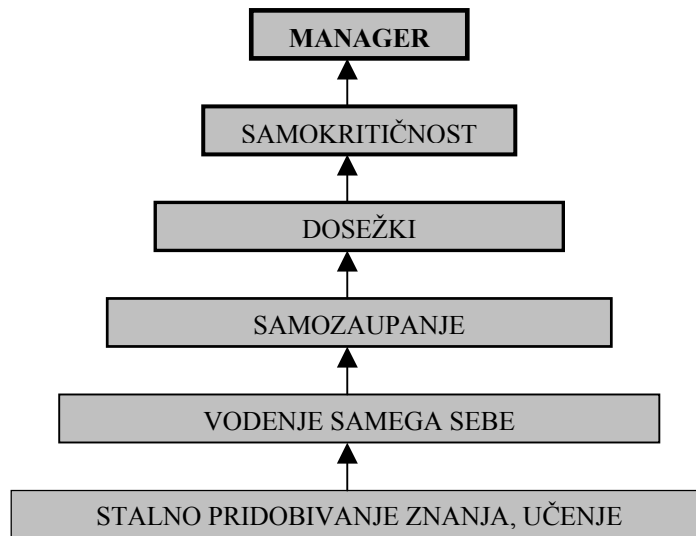 MANAGER
SAMOKRITIČNOST
DOSEŽKI
SAMOZAUPANJE
VODENJE SAMEGA SEBE
STALNO PRIDOBIVANJE ZNANJA, UČENJE